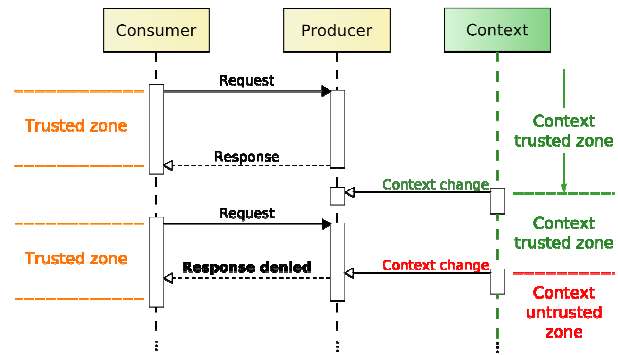 Consumer
Producer
Context
Request
Trusted zone
Context
trusted zone
Response
Context change
Request
Context
trusted zone
Trusted zone
Response denied
Context change
Context
untrusted
zone